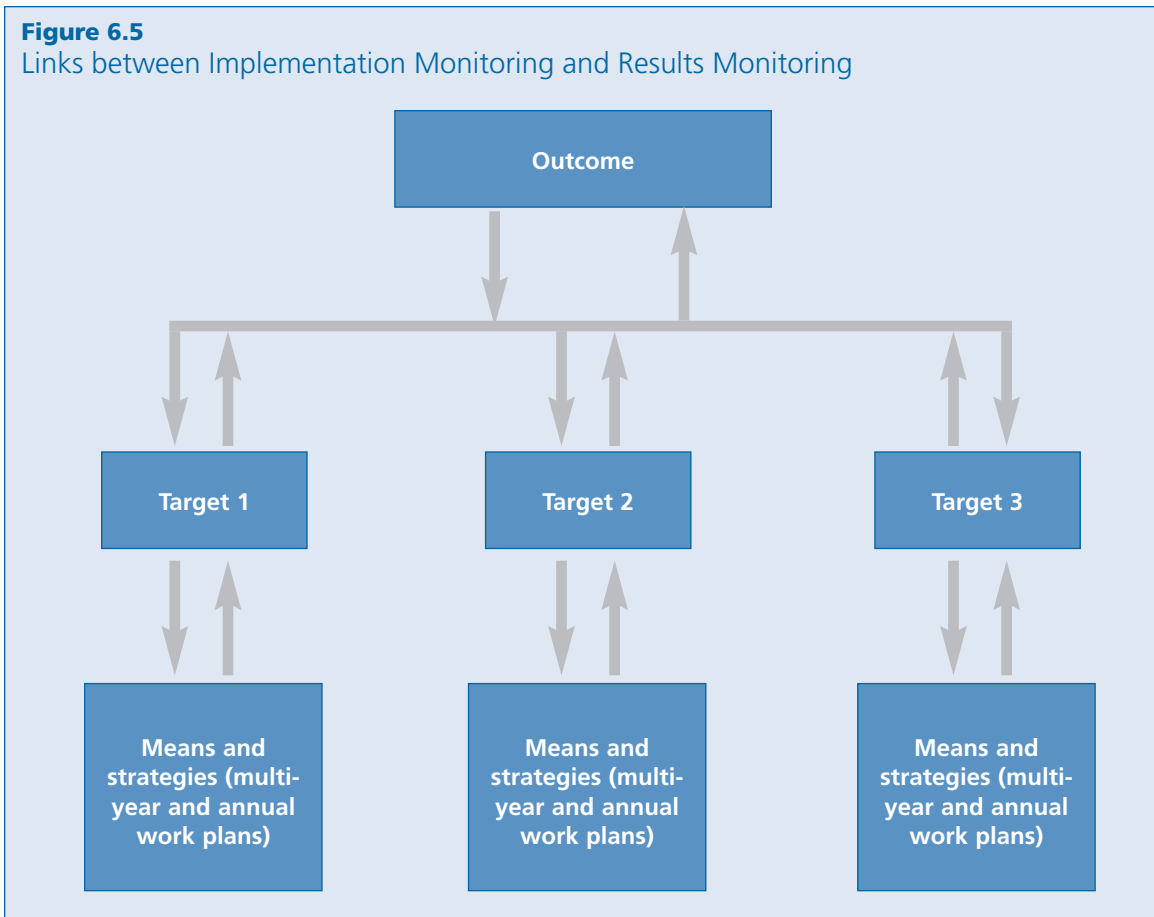 Figure 6.5
Links between Implementation Monitoring and Results Monitoring
Outcome
Target 1
Target 2
Target 3
Means and
strategies (multi-
year and annual
work plans)
Means and
strategies (multi-
year and annual
work plans)
Means and
strategies (multi-
year and annual
work plans)